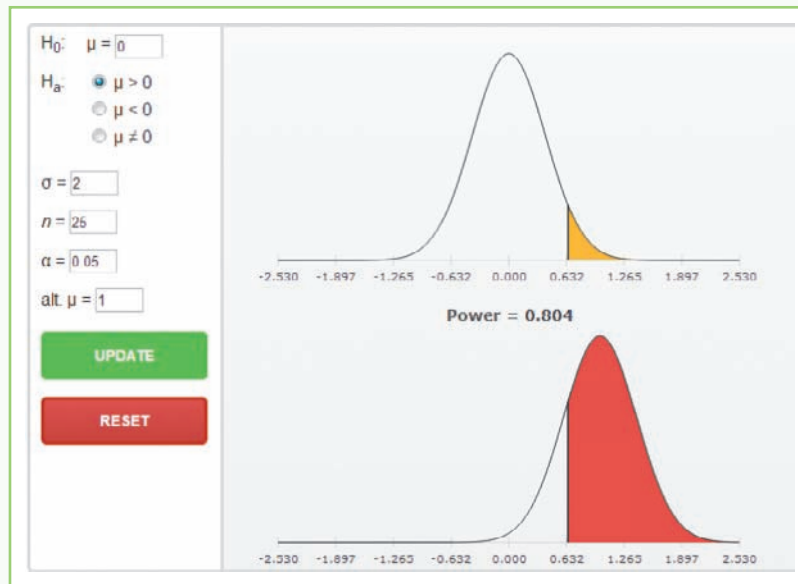 H₀: μ = 0
Hₐ: μ > 0
μ < 0
μ ≠ 0
σ = 2
n = 25
α = 0.05
alt. μ = 1
UPDATE
RESET
-2.530 -1.897 -1.265 -0.632 0.000 0.632 1.265 1.897 2.530
Power = 0.804
-2.530 -1.897 -1.265 -0.632 0.000 0.632 1.265 1.897 2.530